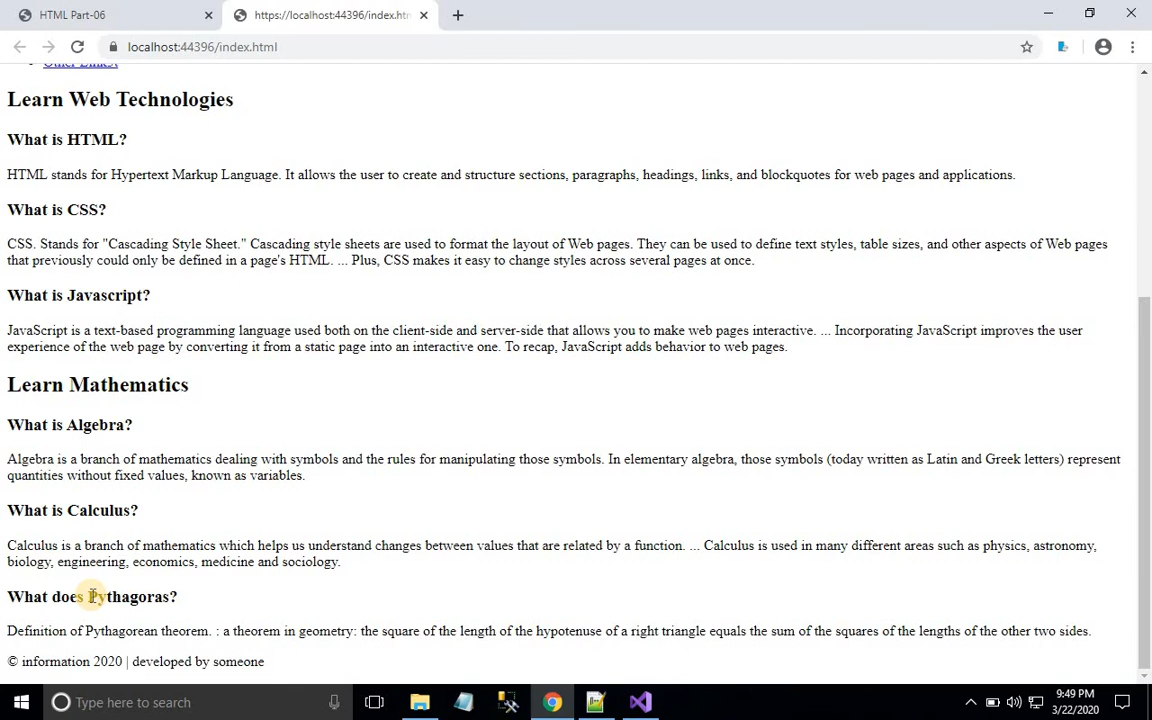 HTML Part-06
https://localhost:44396/index.htm
localhost:44396/index.html
Learn Web Technologies
What is HTML?
HTML stands for Hypertext Markup Language. It allows the user to create and structure sections, paragraphs, headings, links, and blockquotes for web pages and applications.
What is CSS?
CSS. Stands for "Cascading Style Sheet." Cascading style sheets are used to format the layout of Web pages. They can be used to define text styles, table sizes, and other aspects of Web pages
that previously could only be defined in a page's HTML. ... Plus, CSS makes it easy to change styles across several pages at once.
What is Javascript?
JavaScript is a text-based programming language used both on the client-side and server-side that allows you to make web pages interactive. ... Incorporating JavaScript improves the user
experience of the web page by converting it from a static page into an interactive one. To recap, JavaScript adds behavior to web pages.
Learn Mathematics
What is Algebra?
Algebra is a branch of mathematics dealing with symbols and the rules for manipulating those symbols. In elementary algebra, those symbols (today written as Latin and Greek letters) represent
quantities without fixed values, known as variables.
What is Calculus?
Calculus is a branch of mathematics which helps us understand changes between values that are related by a function. ... Calculus is used in many different areas such as physics, astronomy,
biology, engineering, economics, medicine and sociology.
What does Pythagoras?
Definition of Pythagorean theorem. : a theorem in geometry: the square of the length of the hypotenuse of a right triangle equals the sum of the squares of the lengths of the other two sides.
© information 2020 | developed by someone
Type here to search
9:49 PM
3/22/2020